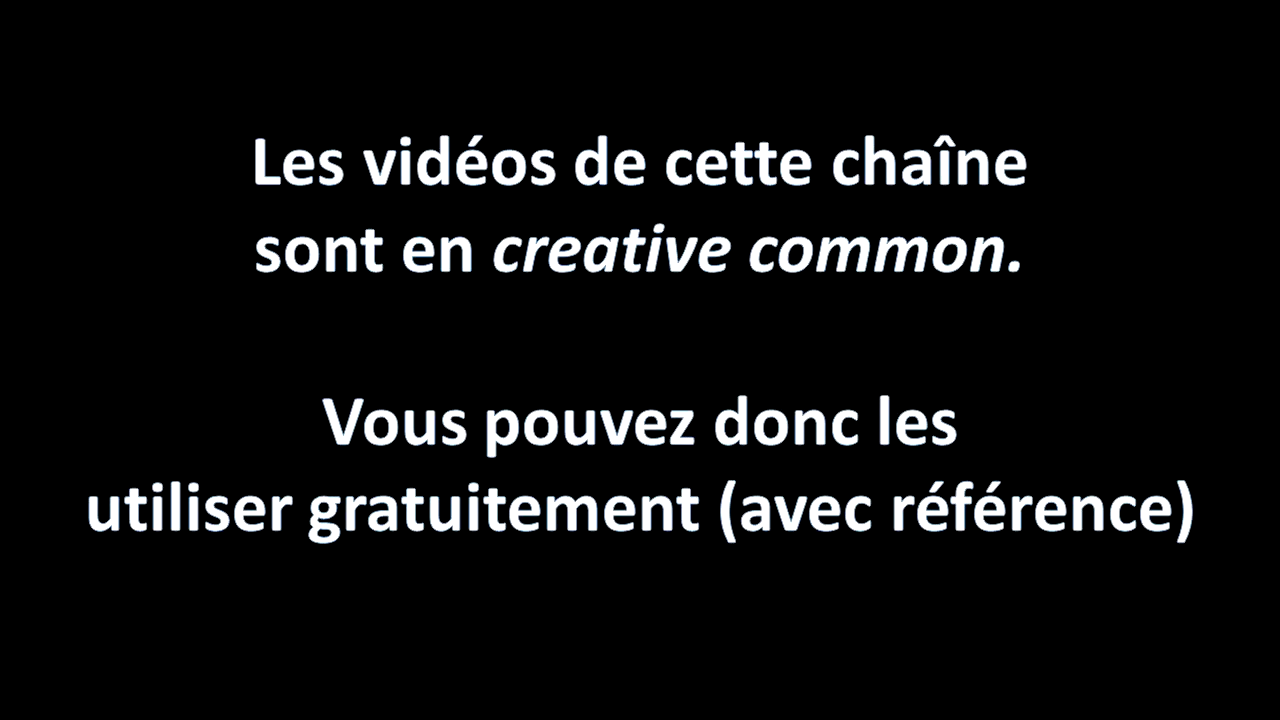 Les vidéos de cette chaîne
sont en creative common.
Vous pouvez donc les
utiliser gratuitement (avec référence)